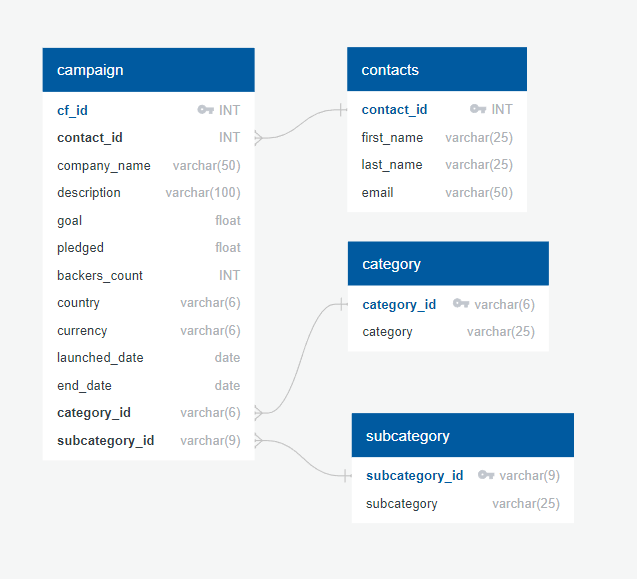 campaign
cf_id INT
contact_id INT
company_name varchar(50)
description varchar(100)
goal float
pledged float
backers_count INT
country varchar(6)
currency varchar(6)
launched_date date
end_date date
category_id varchar(6)
subcategory_id varchar(9)
contacts
contact_id INT
first_name varchar(25)
last_name varchar(25)
email varchar(50)
category
category_id varchar(6)
category varchar(25)
subcategory
subcategory_id varchar(9)
subcategory varchar(25)